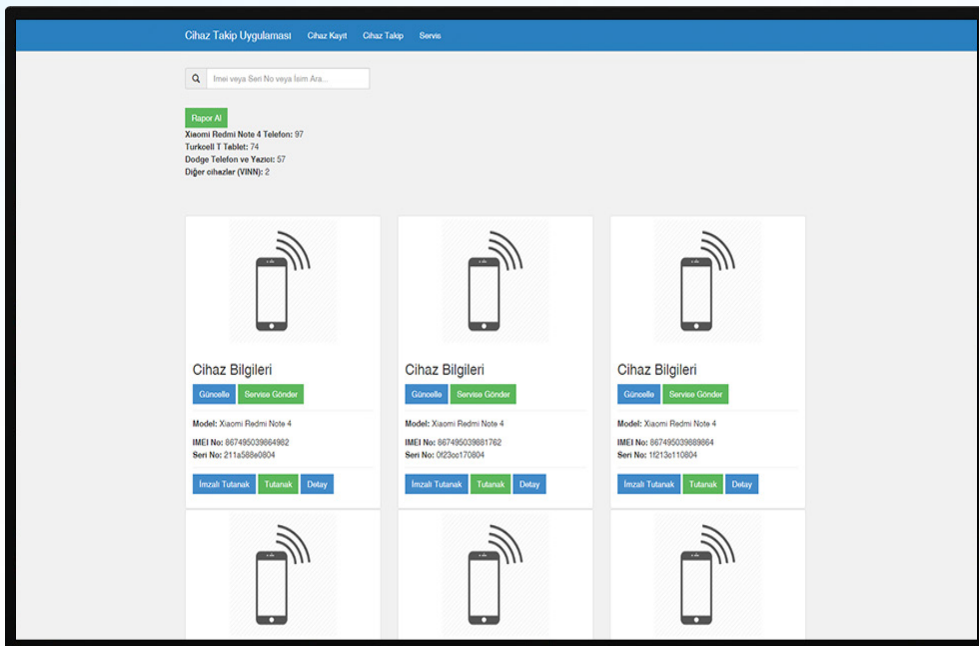 Cihaz Takip Uygulaması Cihaz Kayıt Cihaz Takip Servis
Imei veya Seri No veya İsim Ara...
Rapor Al
Xiaomi Redmi Note 4 Telefon: 97
Turkcell T Tablet: 74
Dodge Telefon ve Yazıcı: 57
Diğer cihazlar (VINN): 2
Cihaz Bilgileri
Güncelle Servise Gönder
Model: Xiaomi Redmi Note 4
IMEI No: 867495039864982
Seri No: 211a588e0804
İmzalı Tutanak Tutanak Detay
Cihaz Bilgileri
Güncelle Servise Gönder
Model: Xiaomi Redmi Note 4
IMEI No: 867495039881762
Seri No: 0f23cc170804
İmzalı Tutanak Tutanak Detay
Cihaz Bilgileri
Güncelle Servise Gönder
Model: Xiaomi Redmi Note 4
IMEI No: 867495039889864
Seri No: 1f213c110804
İmzalı Tutanak Tutanak Detay